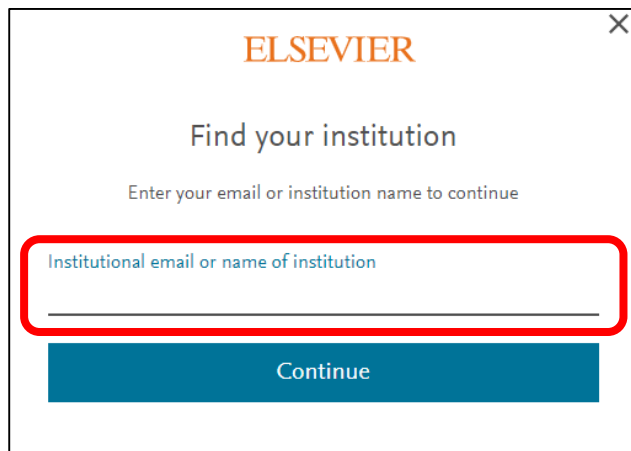 ELSEVIER
Find your institution
Enter your email or institution name to continue
Institutional email or name of institution
Continue